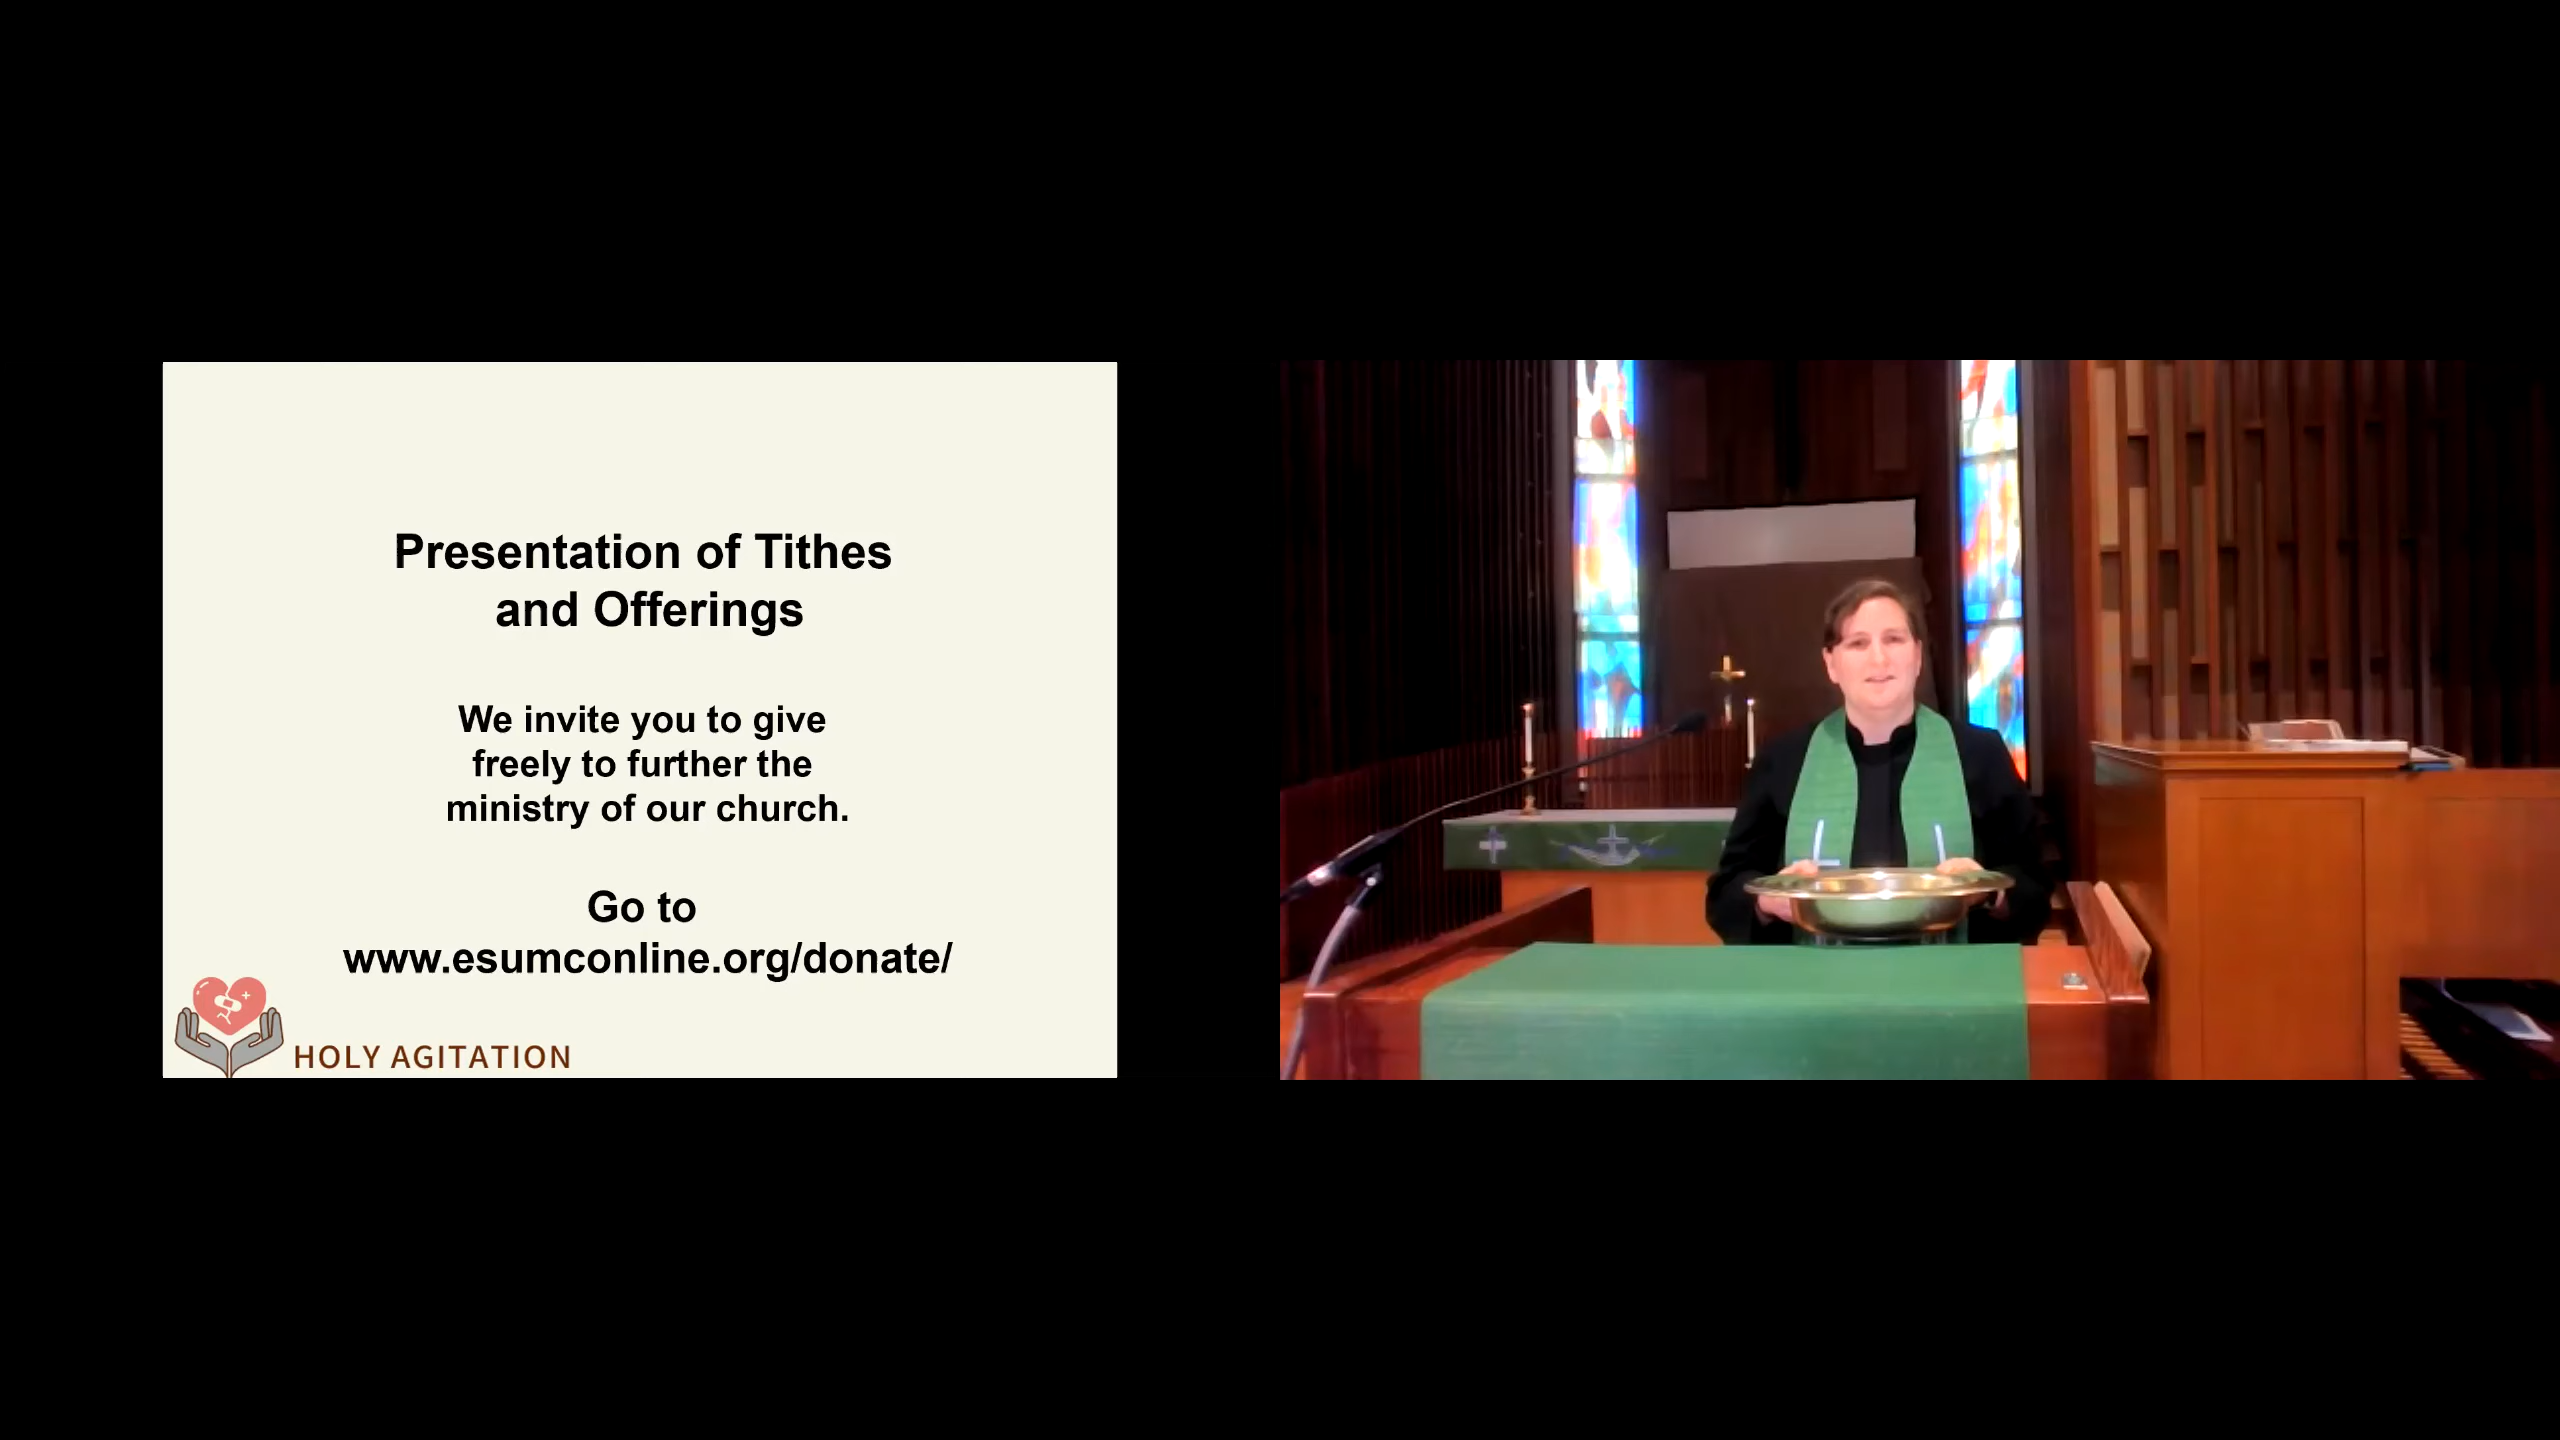 Presentation of Tithes
and Offerings
We invite you to give
freely to further the
ministry of our church.
Go to
www.esumconline.org/donate/
HOLY AGITATION